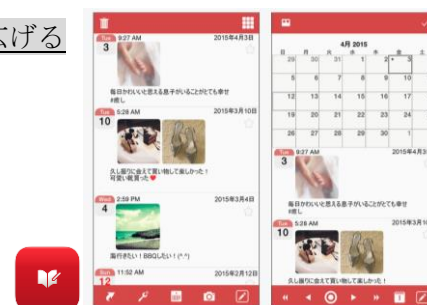 広げる
Tue 9:27 AM 2015年4月3日
3
毎日かわいいと思える息子がいることがとても幸せ
#癒し
Tue 5:28 AM 2015年3月10日
10
久し振りに会えて買い物して楽しかった！
可愛い靴買った❤
Wed 2:59 PM 2015年3月4日
4
海行きたい！BBQしたい！(^.^)
Sun 11:52 AM 2015年2月12日
12
4月 2015
日 月 火 水 木 金 土
29 30 31 1 2 3
5 6 7 8 9 10
12 13 14 15 16 17
19 20 21 22 23 24
26 27 28 29 30 1
Tue 9:27 AM 2015年4月3
3
毎日かわいいと思える息子がいることがとても幸せ
#癒し
Tue 5:28 AM 2015年3月10
10
久し振りに会えて買い物して楽しかった！